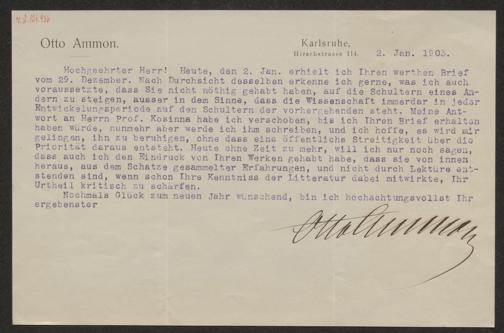 Otto Ammon.
Karlsruhe,
Hirschstrasse 114.
2. Jan. 1903.
Hochgeehrter Herr! Heute, den 2. Jan. erhielt ich Ihren werthen Brief
vom 29. Dezember. Nach Durchsicht desselben erkenne ich gerne, was ich auch
voraussetzte, dass Sie nicht nöthig gehabt haben, auf die Schultern eines An-
dern zu steigen, ausser in dem Sinne, dass die Wissenschaft immerdar in jeder
Entwickelungsperiode auf den Schultern der vorhergehenden steht. Meine Ant-
wort an Herrn Prof. Kosinna habe ich verschoben, bis ich Ihren Brief erhalten
haben würde, nunmehr aber werde ich ihm schreiben, und ich hoffe, es wird mir
gelingen, ihn zu beruhigen, ohne dass eine öffentliche Streitigkeit über die
Priorität daraus entsteht. Heute ohne Zeit zu mehr, will ich nur noch sagen,
dass auch ich den Eindruck von Ihren Werken gehabt habe, dass sie von innen
heraus, aus dem Schatze gesammelter Erfahrungen, und nicht durch Lektüre ent-
standen sind, wenn schon Ihre Kenntniss der Litteratur dabei mitwirkte, Ihr
Urtheil kritisch zu schärfen.
Nochmals Glück zum neuen Jahr wünschend, bin ich hochachtungsvollst Ihr
ergebenster
Otto Ammon